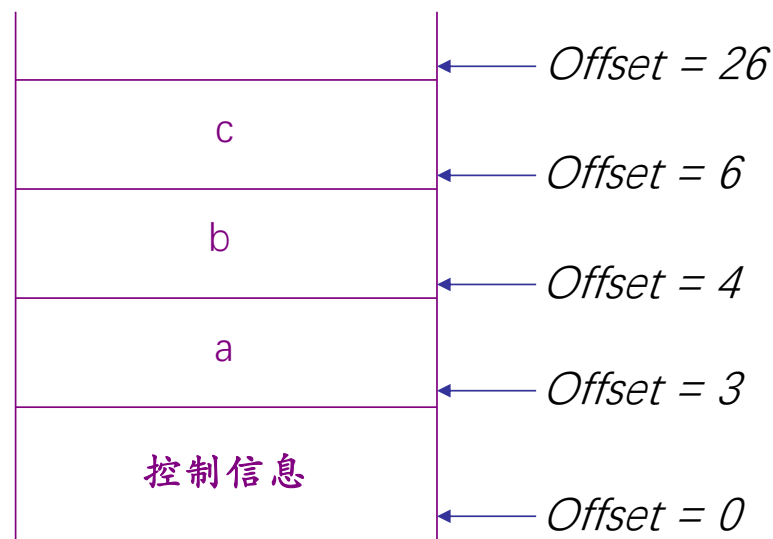 Offset = 26
c
Offset = 6
b
Offset = 4
a
Offset = 3
控制信息
Offset = 0